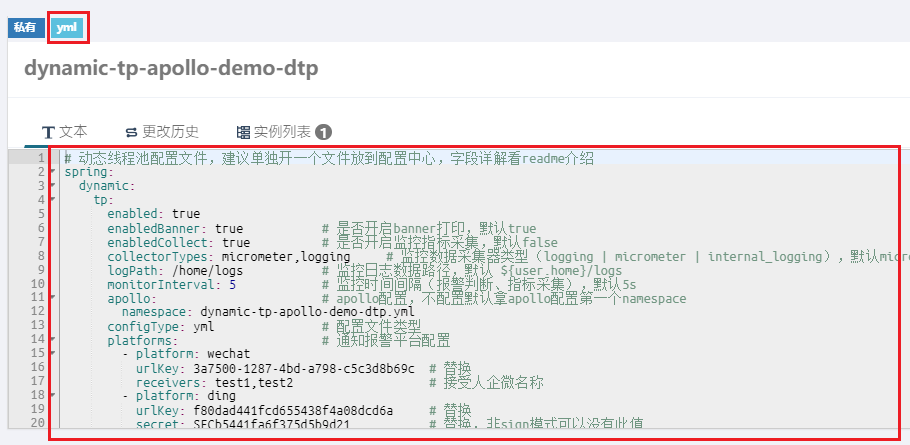 私有 yml
dynamic-tp-apollo-demo-dtp
文本 更改历史 实例列表 1
1 # 动态线程池配置文件，建议单独开一个文件放到配置中心，字段详解看readme介绍
2 spring:
3 dynamic:
4 tp:
5 enabled: true
6 enabledBanner: true # 是否开启banner打印，默认true
7 enabledCollect: true # 是否开启监控指标采集，默认false
8 collectorTypes: micrometer,logging # 监控数据采集器类型（logging | micrometer | internal_logging），默认micro
9 logPath: /home/logs # 监控日志数据路径，默认 ${user.home}/logs
10 monitorInterval: 5 # 监控时间间隔（报警判断、指标采集），默认5s
11 apollo: # apollo配置，不配置默认拿apollo配置第一个namespace
12 namespace: dynamic-tp-apollo-demo-dtp.yml
13 configType: yml # 配置文件类型
14 platforms: # 通知报警平台配置
15 - platform: wechat
16 urlKey: 3a7500-1287-4bd-a798-c5c3d8b69c # 替换
17 receivers: test1,test2 # 接受人企微名称
18 - platform: ding
19 urlKey: f80dad441fcd655438f4a08dcd6a # 替换
20 secret: SECb5441fa6f375d5b9d21 # 替换，非sign模式可以没有此值